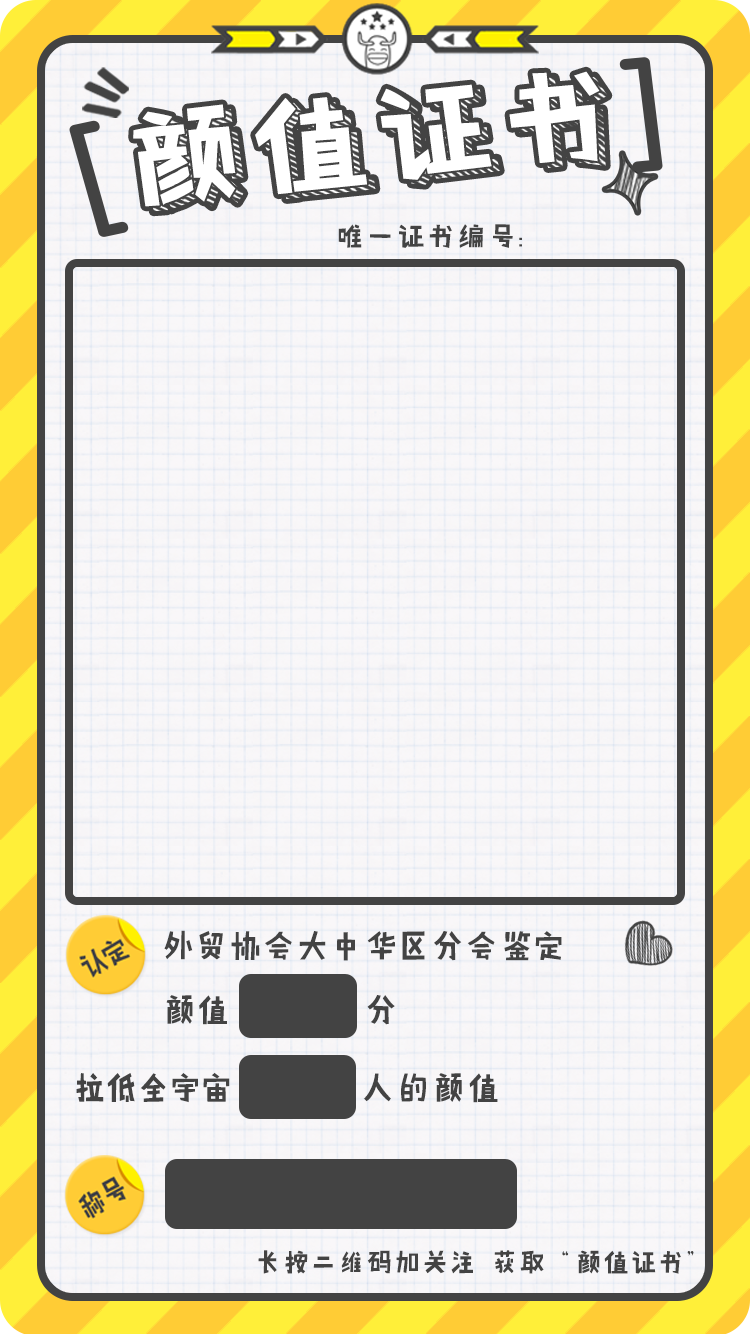 颜值证书
唯一证书编号:
认定
外贸协会大中华区分会鉴定
颜值 分
拉低全宇宙 人的颜值
称号
长按二维码加关注 获取“颜值证书”